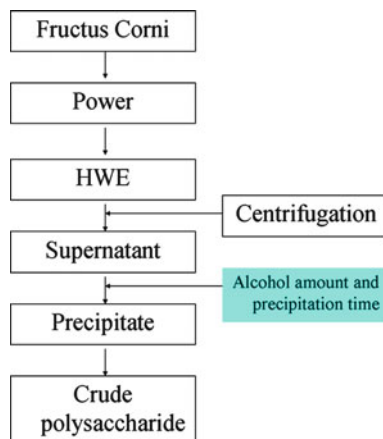 Fructus Corni
Power
HWE
Centrifugation
Supernatant
Alcohol amount and
precipitation time
Precipitate
Crude
polysaccharide